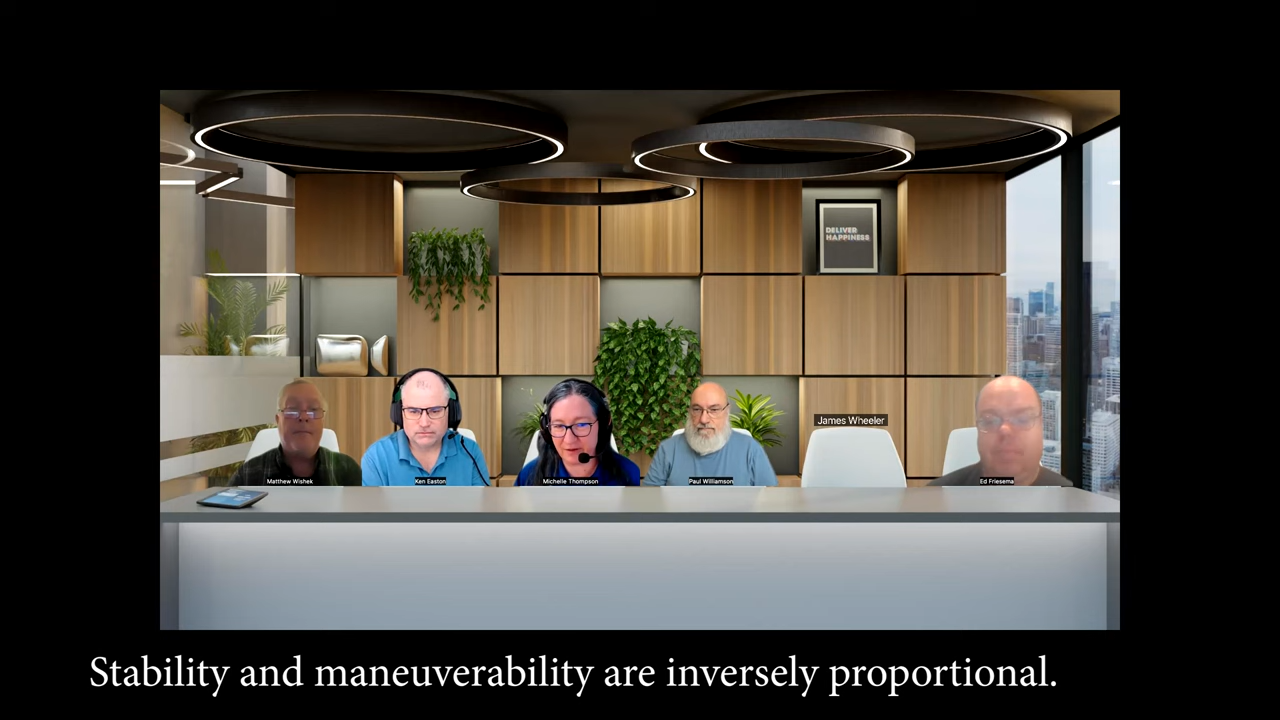 DELIVER
HAPPINESS
James Wheeler
Matthew Wishek
Ken Easton
Michelle Thompson
Paul Williamson
Ed Friesema
Stability and maneuverability are inversely proportional.